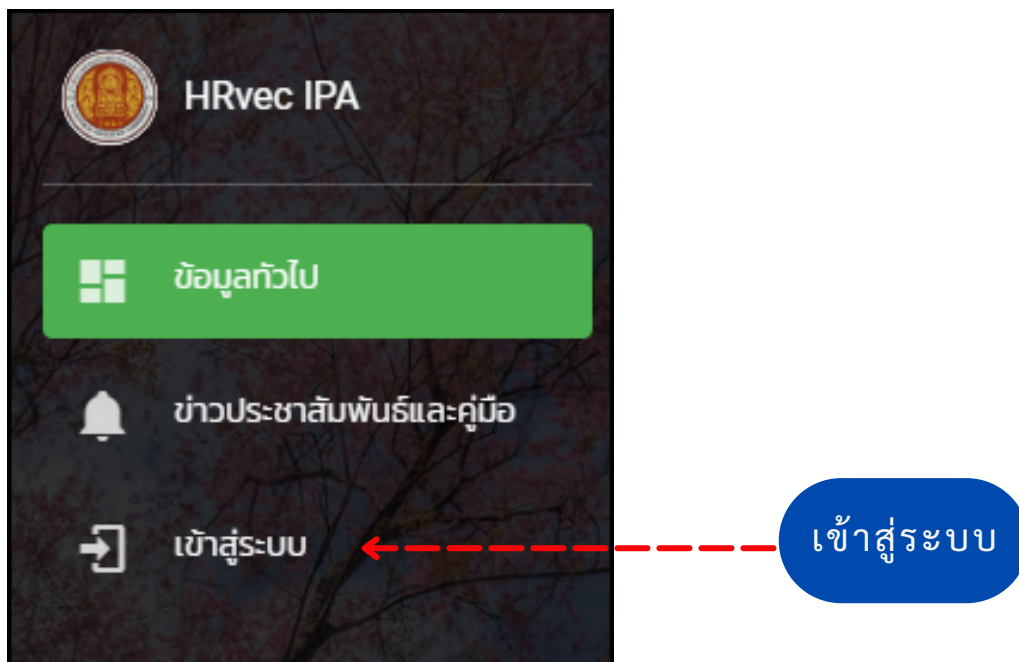 HRvec IPA
ข้อมูลทั่วไป
ข่าวประชาสัมพันธ์และคู่มือ
เข้าสู่ระบบ
เข้าสู่ระบบ